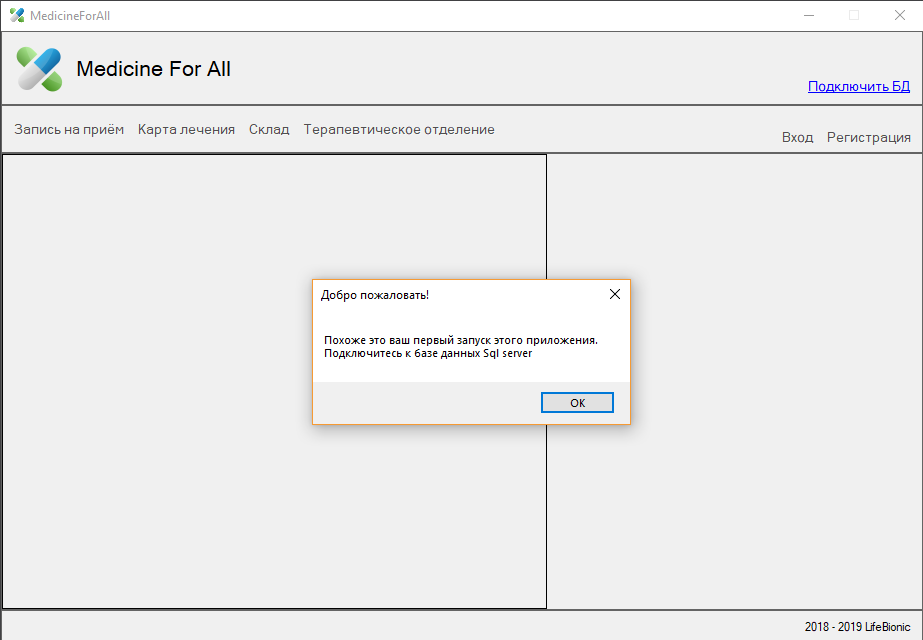 MedicineForAll
Medicine For All
Подключить БД
Запись на приём Карта лечения Склад Терапевтическое отделение
Вход Регистрация
Добро пожаловать!
Похоже это ваш первый запуск этого приложения.
Подключитесь к базе данных Sql server
OK
2018 - 2019 LifeBionic